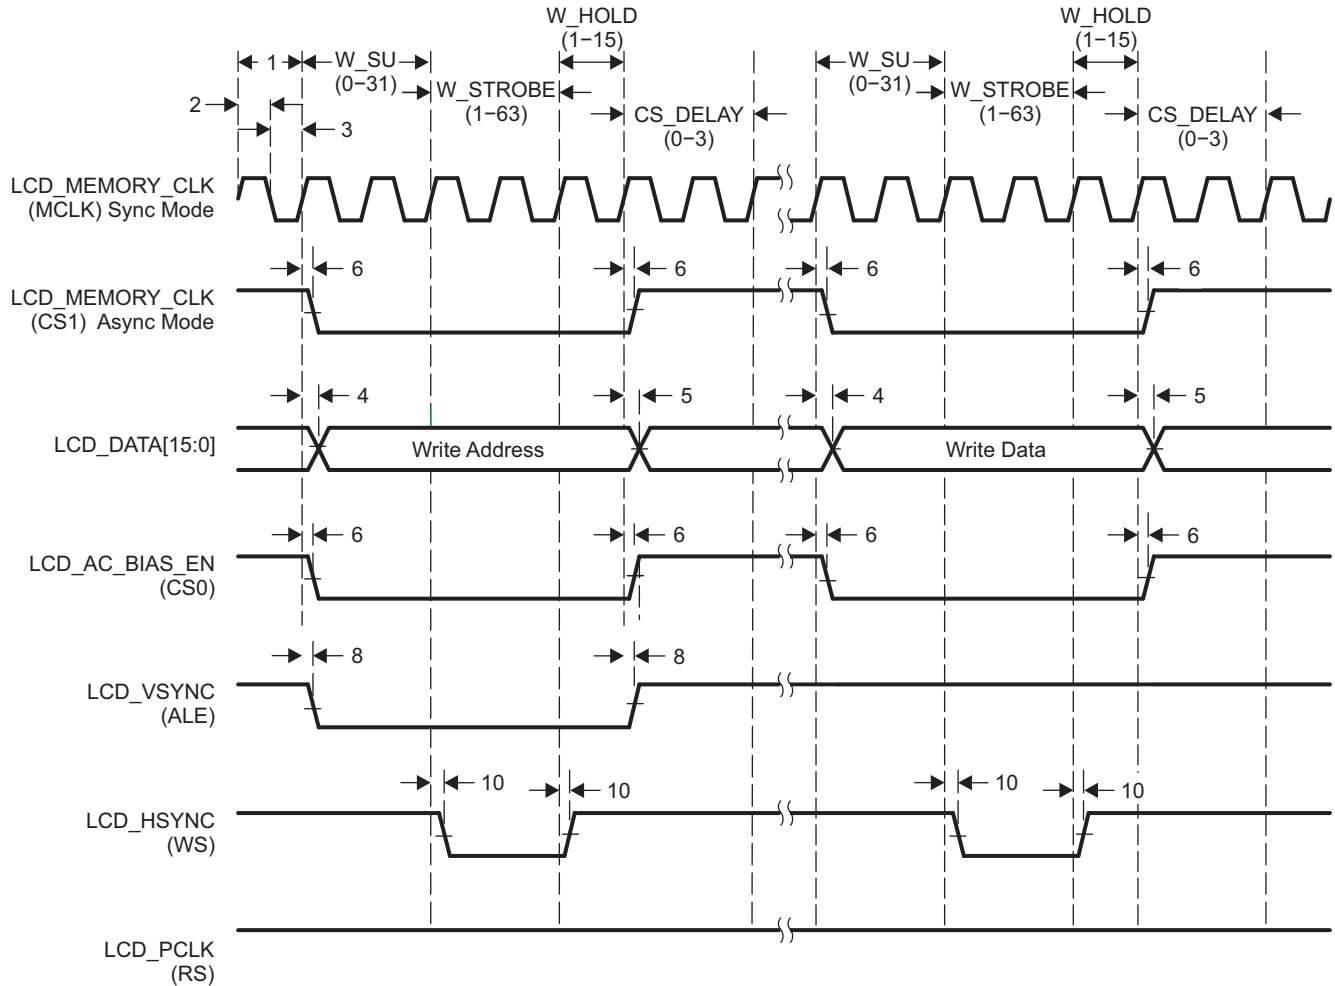 W_HOLD
(1−15)
W_HOLD
(1−15)
1
W_SU
(0−31)
W_STROBE
(1−63)
CS_DELAY
(0−3)
W_SU
(0−31)
W_STROBE
(1−63)
CS_DELAY
(0−3)
2
3
LCD_MEMORY_CLK
(MCLK) Sync Mode
6
6
6
6
LCD_MEMORY_CLK
(CS1) Async Mode
4
5
4
5
LCD_DATA[15:0]
Write Address
Write Data
6
6
6
6
LCD_AC_BIAS_EN
(CS0)
8
8
LCD_VSYNC
(ALE)
10
10
10
10
LCD_HSYNC
(WS)
LCD_PCLK
(RS)